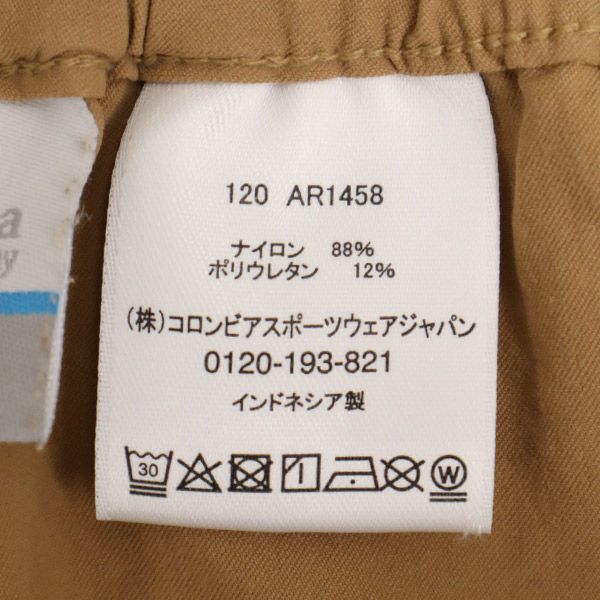 120 AR1458
ナイロン 88%
ポリウレタン 12%
(株)コロンビアスポーツウェアジャパン
0120-193-821
インドネシア製
30
W
a
y